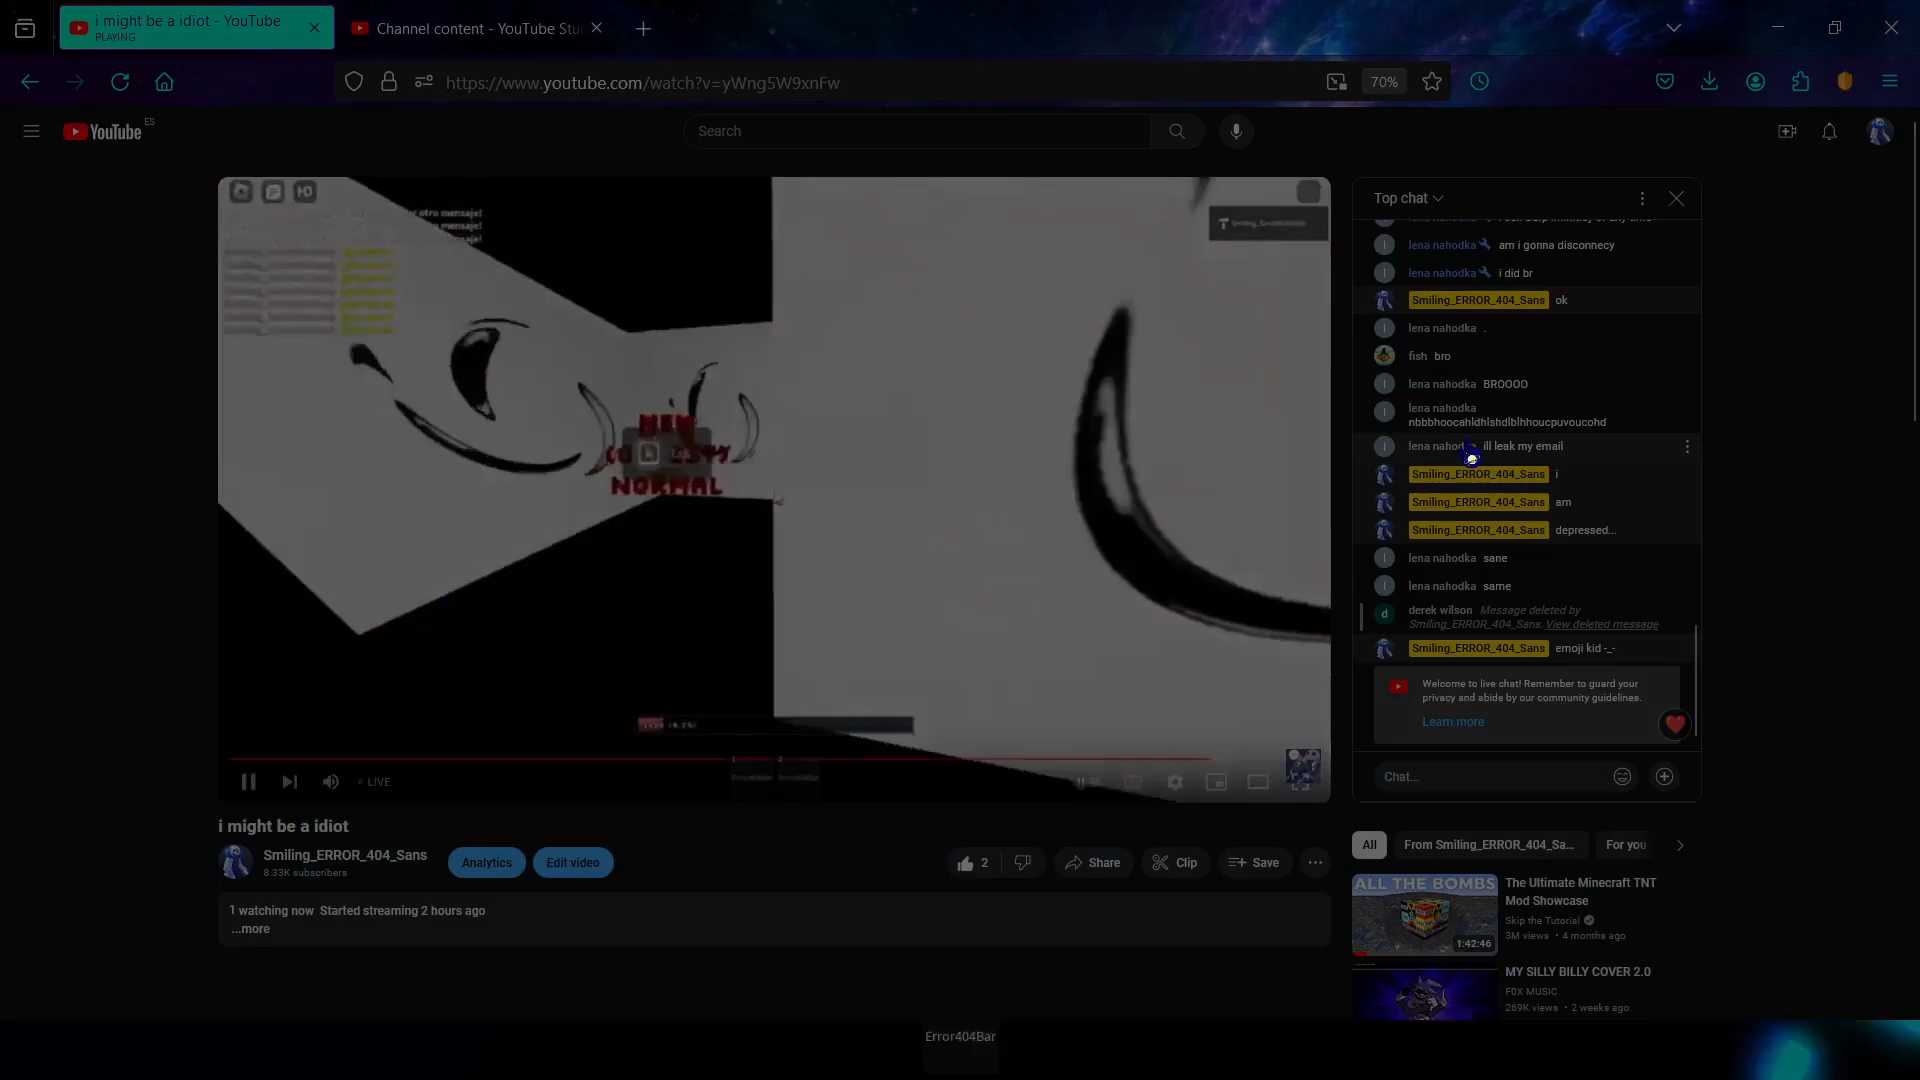 i might be a idiot - YouTube
PLAYING
Channel content - YouTube Stu
https://www.youtube.com/watch?v=yWng5W9xnFw
70%
YouTube ES
Search
Top chat
lena nahodka am i gonna disconnecy
lena nahodka i did br
Smiling_ERROR_404_Sans ok
lena nahodka .
fish bro
lena nahodka BROOOO
lena nahodka
nbbbhoocahldhlshdlblhhoucpuvoucohd
lena nahodka ill leak my email
Smiling_ERROR_404_Sans i
Smiling_ERROR_404_Sans am
Smiling_ERROR_404_Sans depressed...
lena nahodka sane
lena nahodka same
derek wilson Message deleted by
Smiling_ERROR_404_Sans. View deleted message
Smiling_ERROR_404_Sans emoji kid -_-
Welcome to live chat! Remember to guard your
privacy and abide by our community guidelines.
Learn more
Chat...
otro mensaje!
mensaje!
NORMAL
LIVE
i might be a idiot
Smiling_ERROR_404_Sans
8.33K subscribers
Analytics
Edit video
2
Share
Clip
Save
1 watching now Started streaming 2 hours ago
...more
All
From Smiling_ERROR_404_Sa...
For you
ALL THE BOMBS
1:42:46
The Ultimate Minecraft TNT
Mod Showcase
Skip the Tutorial
3M views • 4 months ago
MY SILLY BILLY COVER 2.0
F0X MUSIC
269K views • 2 weeks ago
Error404Bar